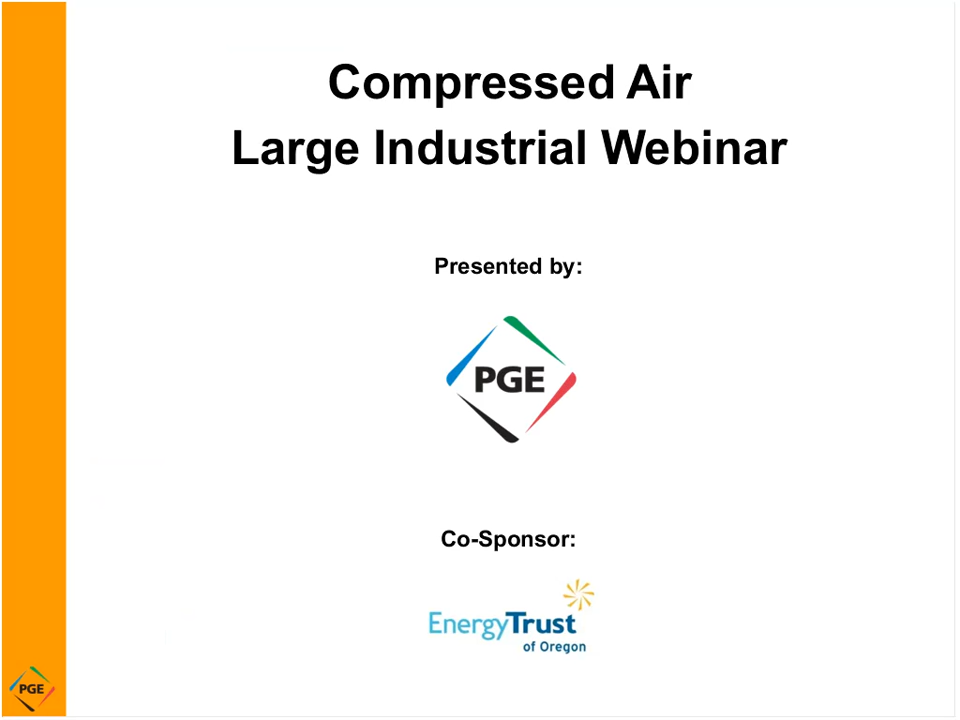 Compressed Air
Large Industrial Webinar
Presented by:
PGE
Co-Sponsor:
EnergyTrust
of Oregon
PGE